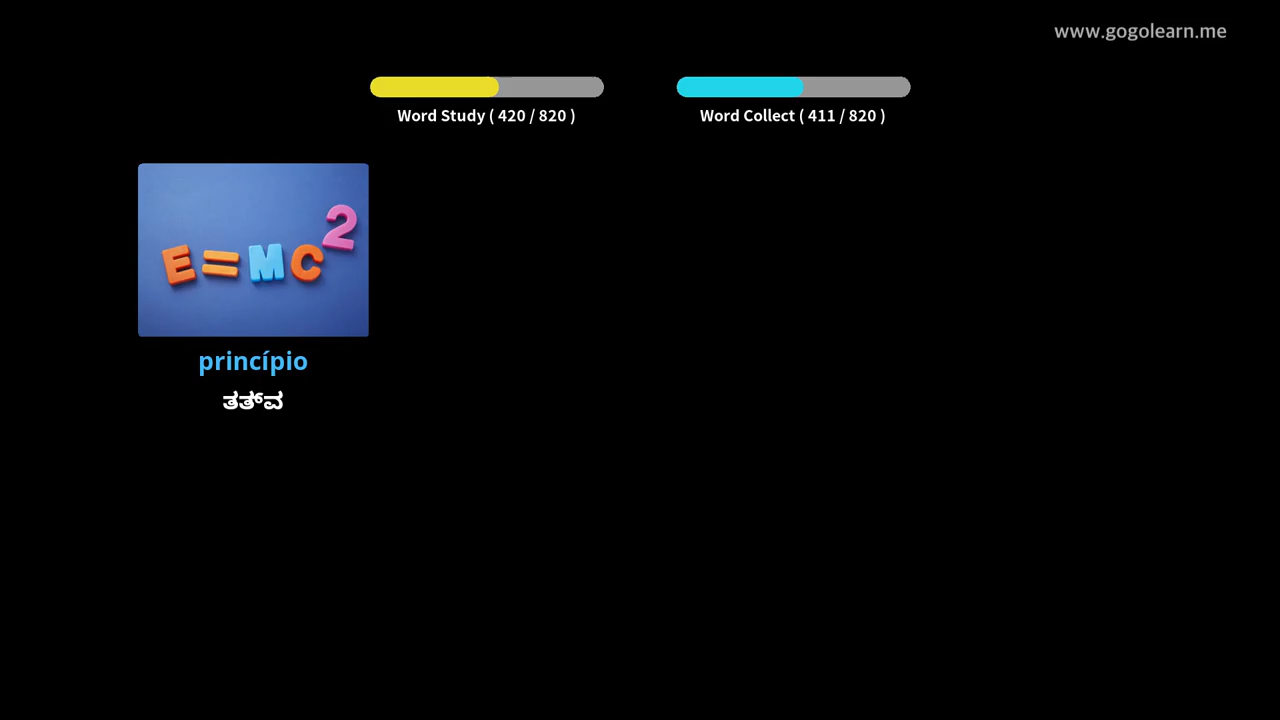 www.gogolearn.me
Word Study ( 420 / 820 )
Word Collect ( 411 / 820 )
E=MC2
princípio
ತತ್ವ